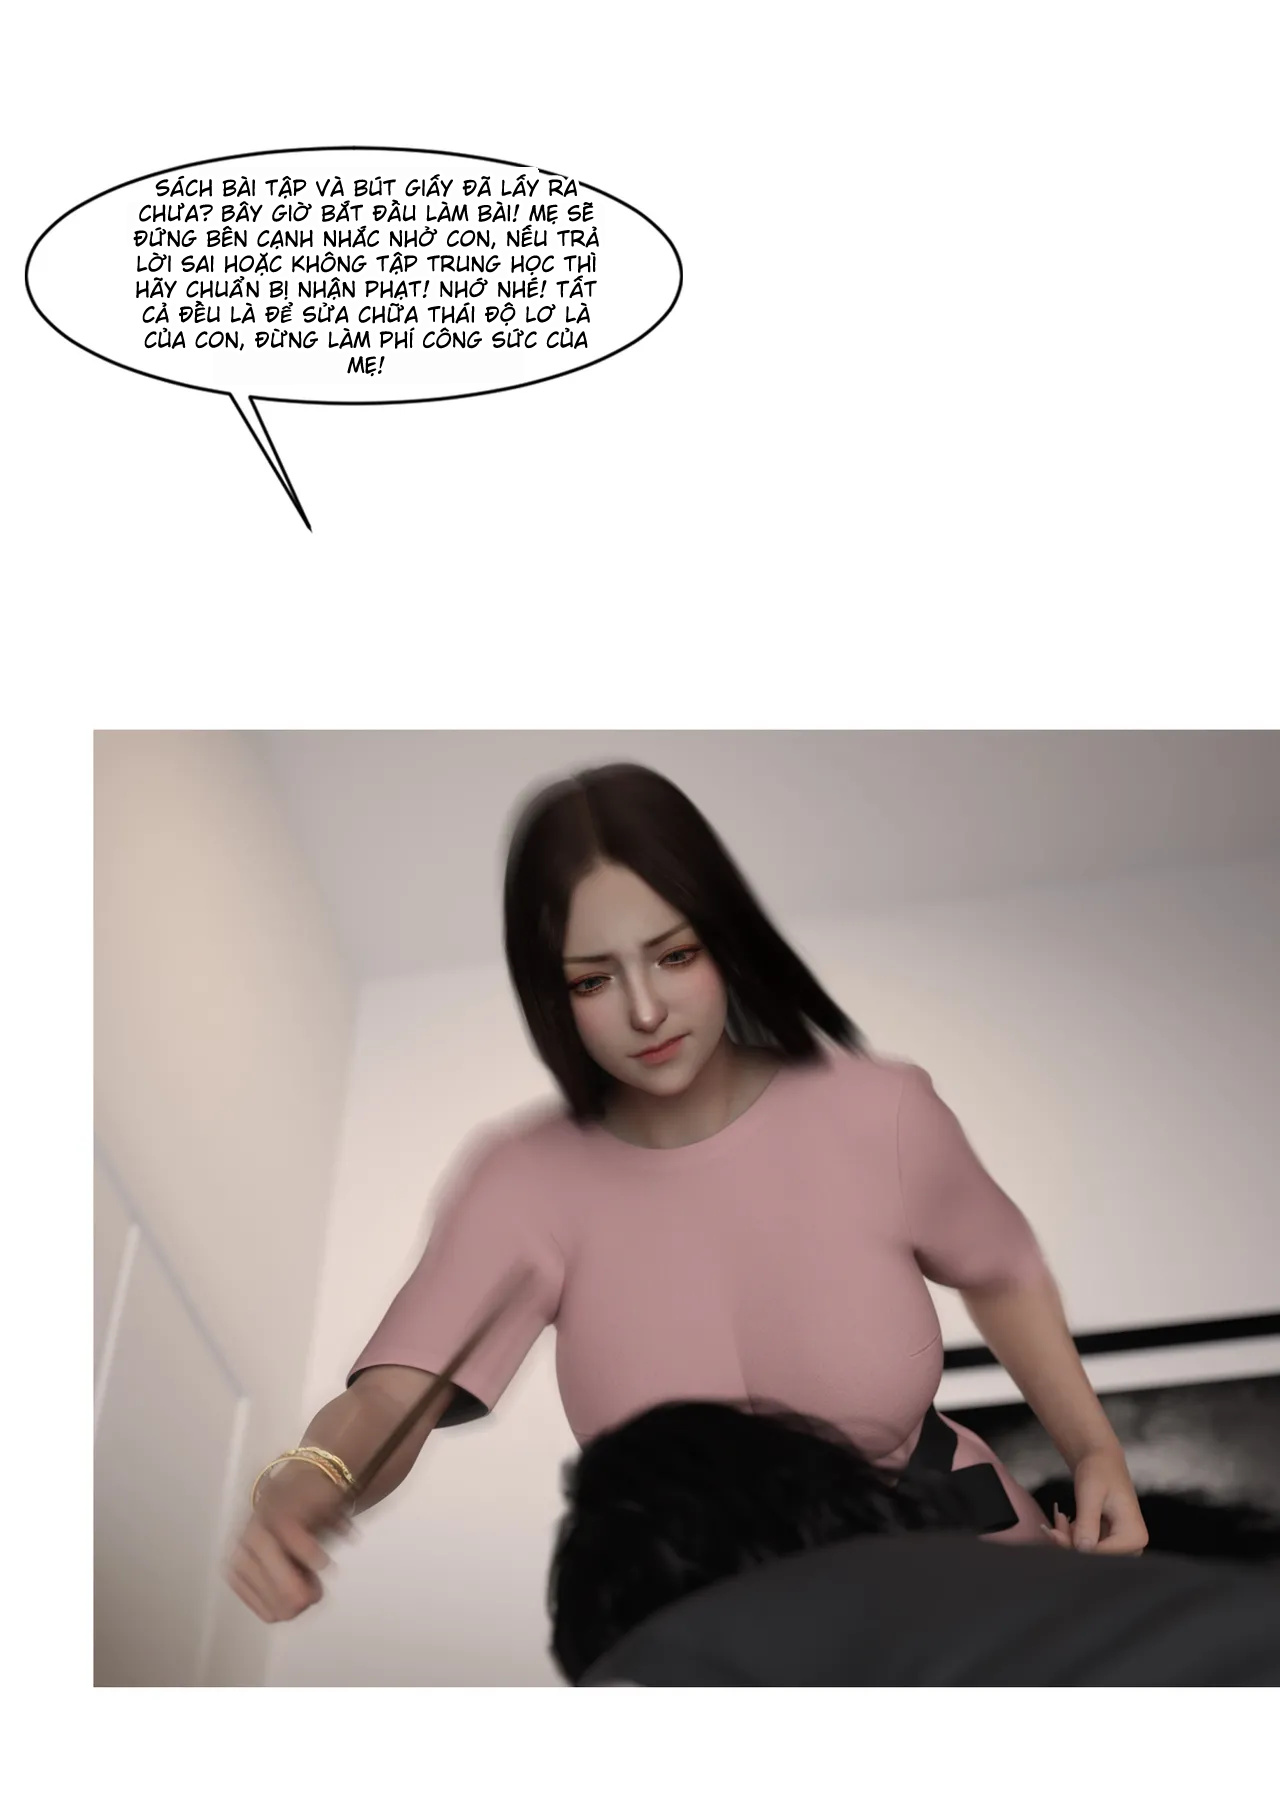 SÁCH BÀI TẬP VÀ BÚT GIẤY ĐÃ LẤY RA
CHƯA? BÂY GIỜ BẮT ĐẦU LÀM BÀI! MẸ SẼ
ĐỨNG BÊN CẠNH NHẮC NHỞ CON, NẾU TRẢ
LỜI SAI HOẶC KHÔNG TẬP TRUNG HỌC THÌ
HÃY CHUẨN BỊ NHẬN PHẠT! NHỚ NHÉ! TẤT
CẢ ĐỀU LÀ ĐỂ SỬA CHỮA THÁI ĐỘ LƠ LÀ
CỦA CON, ĐỪNG LÀM PHÍ CÔNG SỨC CỦA
MẸ!